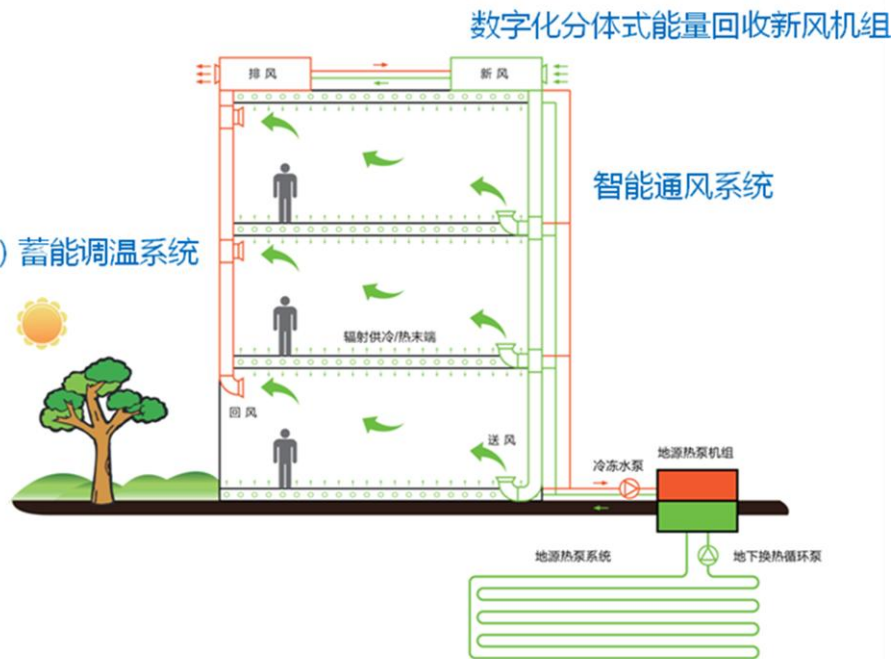 数字化分体式能量回收新风机组
排风
新风
智能通风系统
）蓄能调温系统
辐射供冷/热末端
回风
送风
地源热泵机组
冷冻水泵
地源热泵系统
地下换热循环泵